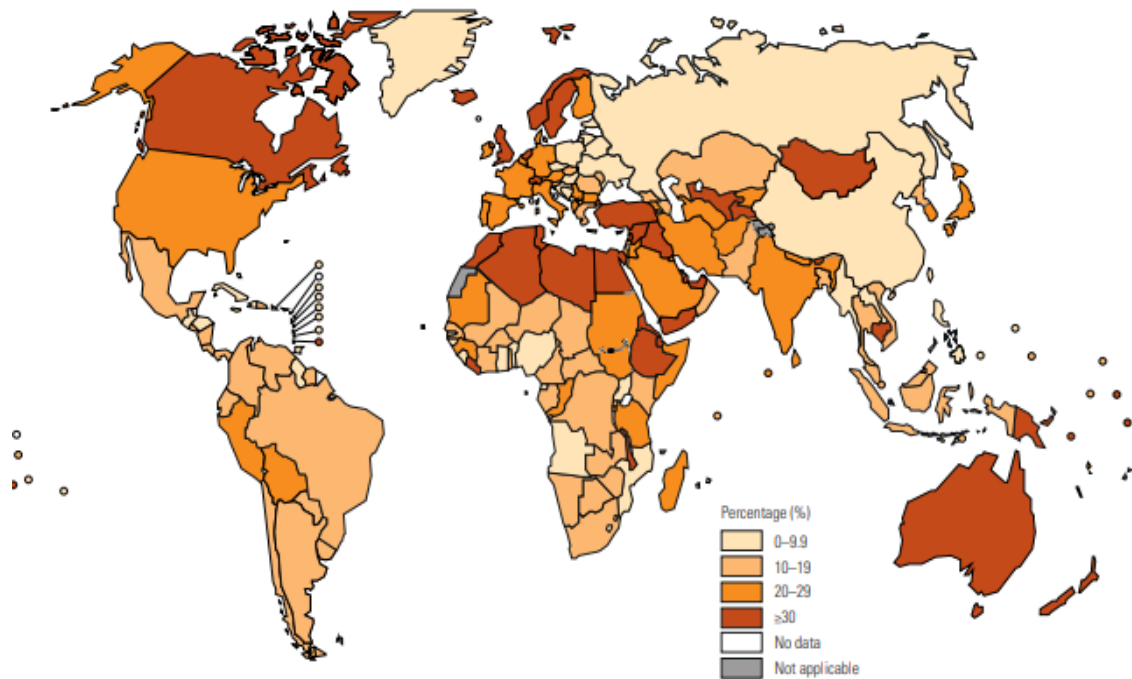 Percentage (%)
0–9.9
10–19
20–29
≥30
No data
Not applicable